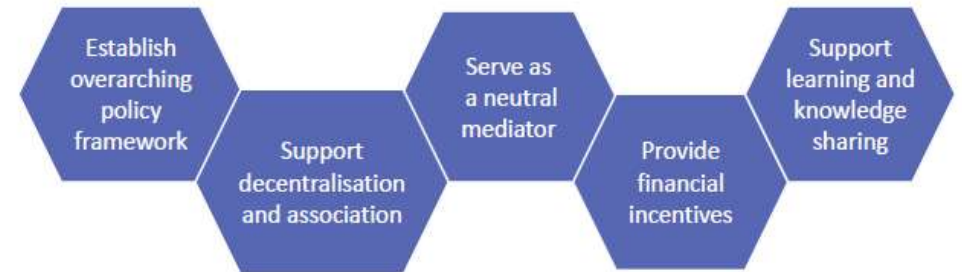 Establish
overarching
policy
framework
Support
decentralisation
and association
Serve as
a neutral
mediator
Provide
financial
incentives
Support
learning and
knowledge
sharing